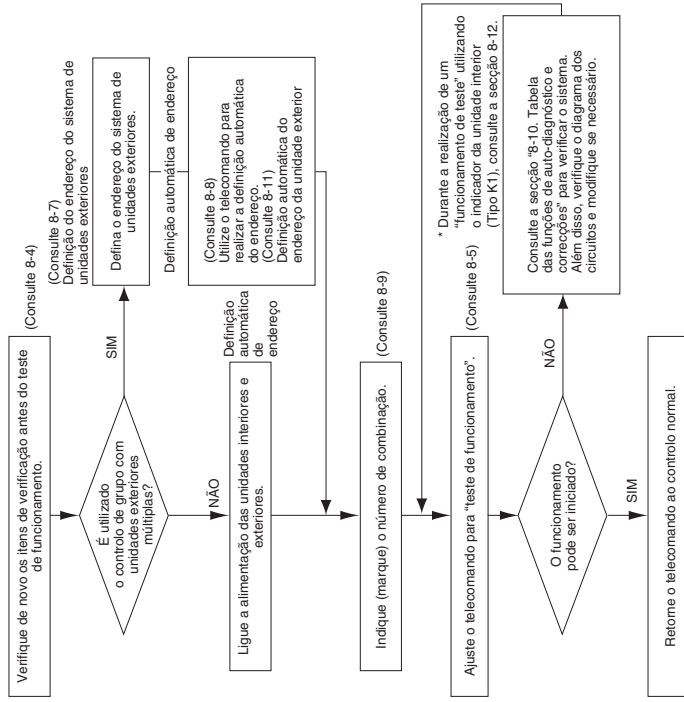 Verifique de novo os itens de verificação antes do teste
de funcionamento.
(Consulte 8-4)
É utilizado
o controlo de grupo com
unidades exteriores
múltiplas?
SIM
(Consulte 8-7)
Definição do endereço do sistema de
unidades exteriores
Defina o endereço do sistema de
unidades exteriores.
Definição automática de endereço
(Consulte 8-8)
Utilize o telecomando para
realizar a definição automática
do endereço.
(Consulte 8-11)
Definição automática do
endereço da unidade exterior
NÃO
Ligue a alimentação das unidades interiores e
exteriores.
Definição
automática
de
endereço
Indique (marque) o número de combinação.
(Consulte 8-9)
Ajuste o telecomando para “teste de funcionamento”.
(Consulte 8-5)
* Durante a realização de um
“funcionamento de teste” utilizando
o indicador da unidade interior
(Tipo K1), consulte a secção 8-12.
O funcionamento
pode ser iniciado?
NÃO
Consulte a secção “8-10. Tabela
das funções de auto-diagnóstico e
correcções” para verificar o sistema.
Além disso, verifique o diagrama dos
circuitos e modifique se necessário.
SIM
Retorne o telecomando ao controlo normal.